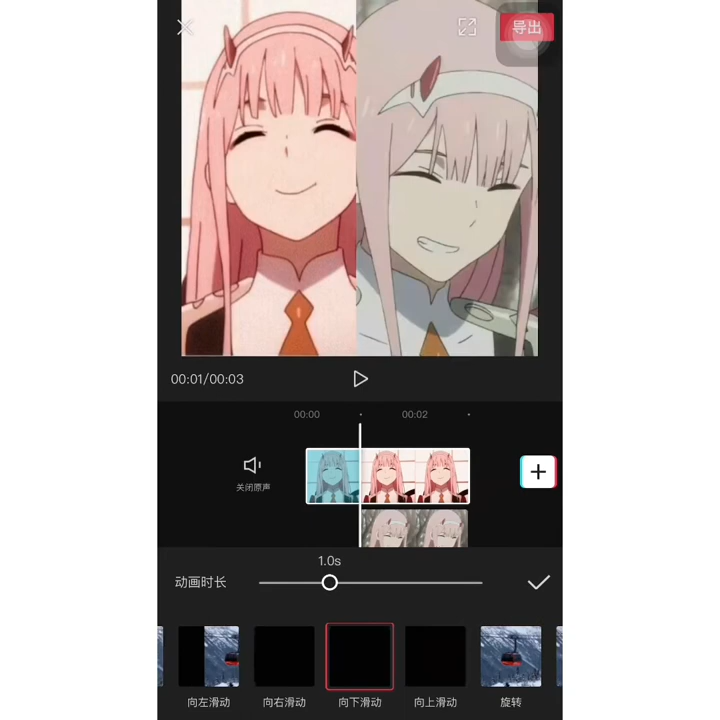 导出
00:01/00:03
00:00
00:02
关闭原声
1.0s
动画时长
向左滑动
向右滑动
向下滑动
向上滑动
旋转